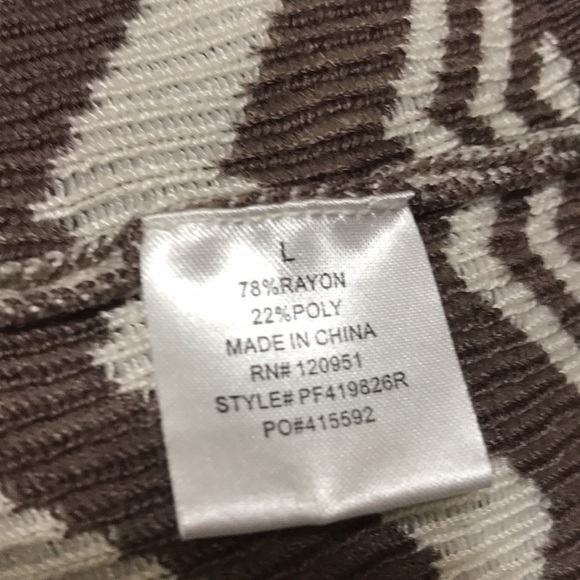 L
78%RAYON
22%POLY
MADE IN CHINA
RN# 120951
STYLE# PF419826R
PO#415592